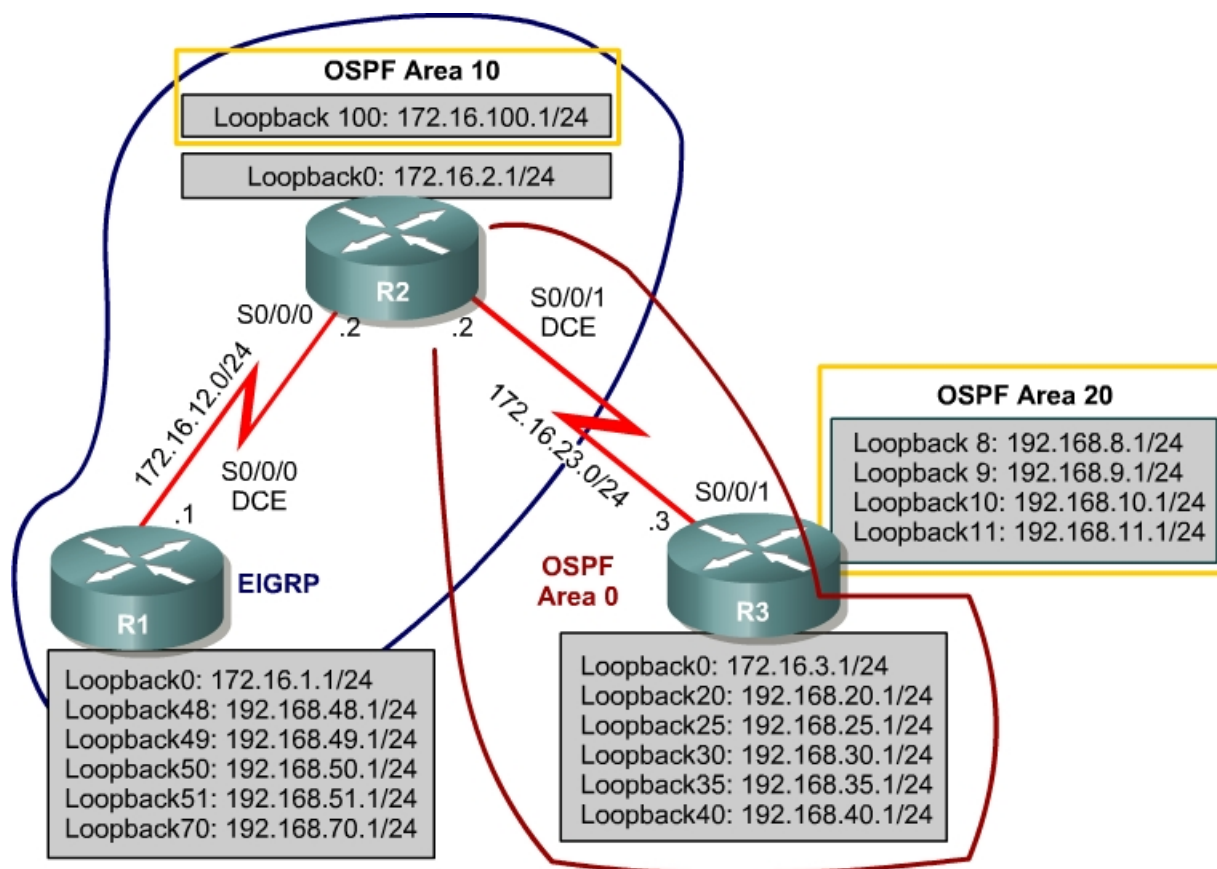 OSPF Area 10
Loopback 100: 172.16.100.1/24
Loopback0: 172.16.2.1/24
R2
S0/0/0
.2
.2
S0/0/1
DCE
172.16.12.0/24
172.16.23.0/24
S0/0/0
DCE
.1
S0/0/1
.3
OSPF Area 20
Loopback 8: 192.168.8.1/24
Loopback 9: 192.168.9.1/24
Loopback10: 192.168.10.1/24
Loopback11: 192.168.11.1/24
EIGRP
OSPF
Area 0
R1
R3
Loopback0: 172.16.1.1/24
Loopback48: 192.168.48.1/24
Loopback49: 192.168.49.1/24
Loopback50: 192.168.50.1/24
Loopback51: 192.168.51.1/24
Loopback70: 192.168.70.1/24
Loopback0: 172.16.3.1/24
Loopback20: 192.168.20.1/24
Loopback25: 192.168.25.1/24
Loopback30: 192.168.30.1/24
Loopback35: 192.168.35.1/24
Loopback40: 192.168.40.1/24